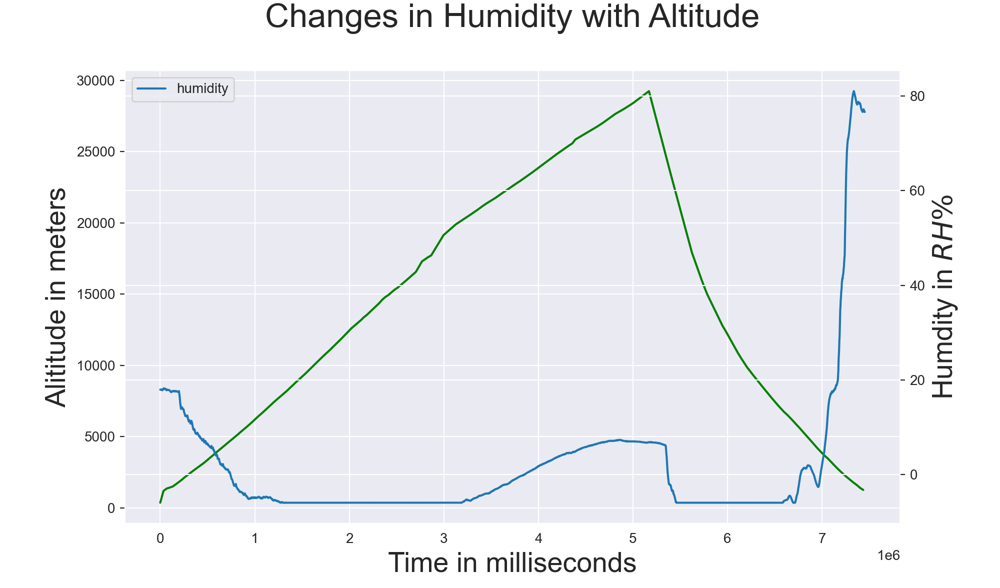 Changes in Humidity with Altitude
humidity
30000
25000
20000
15000
10000
5000
0
Alititude in meters
80
60
40
20
0
Humdity in RH%
0 1 2 3 4 5 6 7
1e6
Time in milliseconds